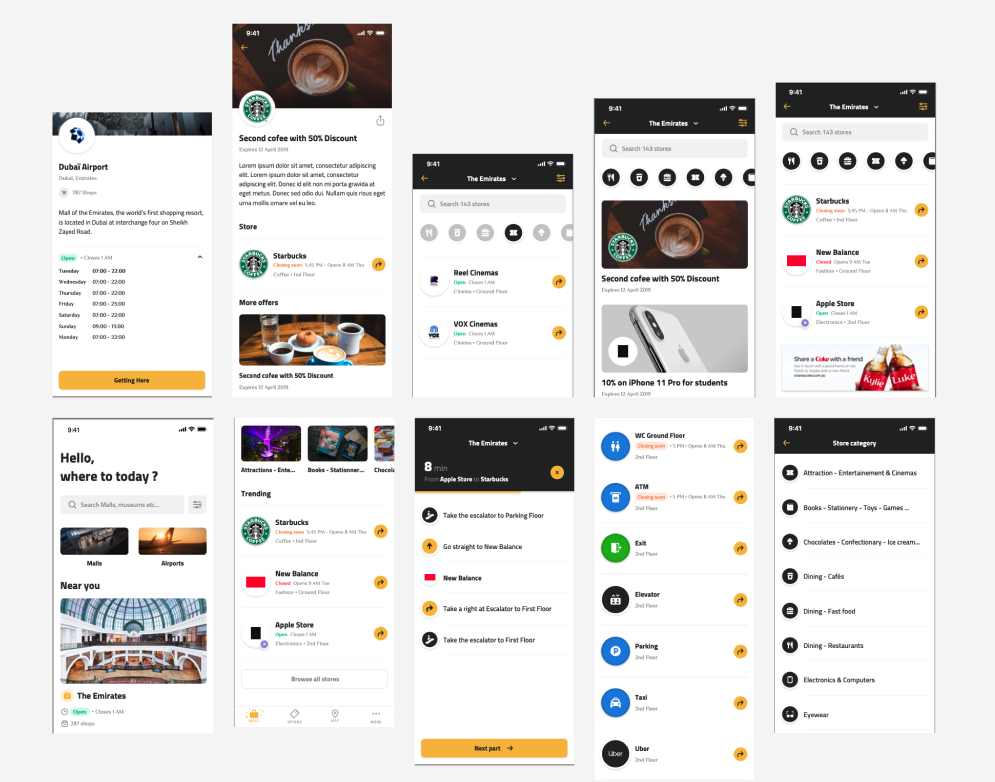 Dubaï Airport
Dubaï, Emirates
787 Shops
Mall of the Emirates, the world's first shopping resort,
is located in Dubai at interchange four on Sheikh
Zayed Road.
Open • Closes 1 AM
Tuesday 07:00 - 22:00
Wednesday 07:00 - 22:00
Thursday 07:00 - 22:00
Friday 07:00 - 23:00
Saturday 07:00 - 22:00
Sunday 09:00 - 15:00
Monday 07:00 - 22:00
Getting Here
9:41
Thanks
STARBUCKS COFFEE
Second cofee with 50% Discount
Expires 12 April 2019
Lorem ipsum dolor sit amet, consectetur adipiscing
elit. Lorem ipsum dolor sit amet, consectetur
adipiscing elit. Donec id elit non mi porta gravida at
eget metus. Donec sed odio dui. Nullam quis risus eget
urna mollis ornare vel eu leo.
Store
STARBUCKS COFFEE
Starbucks
Closing soon 5:45 PM - Opens 8 AM Thu
Coffee • 1nd Floor
More offers
Second cofee with 50% Discount
Expires 12 April 2019
9:41
The Emirates
Search 143 stores
Reel Cinemas
Open Closes 1 AM
Cinema • Ground Floor
VOX
VOX Cinemas
Open Closes 1 AM
Cinema • Ground Floor
9:41
The Emirates
Search 143 stores
Thanks
STARBUCKS COFFEE
Second cofee with 50% Discount
Expires 12 April 2019
10% on iPhone 11 Pro for students
9:41
The Emirates
Search 143 stores
STARBUCKS COFFEE
Starbucks
Closing soon 5:45 PM - Opens 8 AM Thu
Coffee • 1nd Floor
New Balance
Closed Opens 9 AM Tue
Fashion • Ground Floor
Apple Store
Open Closes 1 AM
Electronics • 2nd Floor
Share a Coke with a friend
Kylie Luke
9:41
Hello,
where to today ?
Search Malls, museums etc...
Malls Airports
Near you
The Emirates
Open • Closes 1 AM
287 shops
Attractions - Ente... Books - Stationner... Chocola
Trending
STARBUCKS COFFEE
Starbucks
Closing soon 5:45 PM - Opens 8 AM Thu
Coffee • 1nd Floor
New Balance
Closed Opens 9 AM Tue
Fashion • Ground Floor
Apple Store
Open Closes 1 AM
Electronics • 2nd Floor
Browse all stores
MALL OFFERS MAP MORE
9:41
The Emirates
8 min
From Apple Store to Starbucks
Take the escalator to Parking Floor
Go straight to New Balance
New Balance
Take a right at Escalator to First Floor
Take the escalator to First Floor
Next part
WC Ground Floor
Closing soon • 5 PM - Opens 8 AM Thu
2nd Floor
ATM
Closing soon • 5 PM - Opens 8 AM Thu
2nd Floor
Exit
2nd Floor
Elevator
2nd Floor
P
Parking
2nd Floor
Taxi
2nd Floor
Uber
Uber
2nd Floor
9:41
Store category
Attraction - Entertainement & Cinemas
Books - Stationery - Toys - Games ...
Chocolates - Confectionary - Ice cream...
Dining - Cafés
Dining - Fast food
Dining - Restaurants
Electronics & Computers
Eyewear